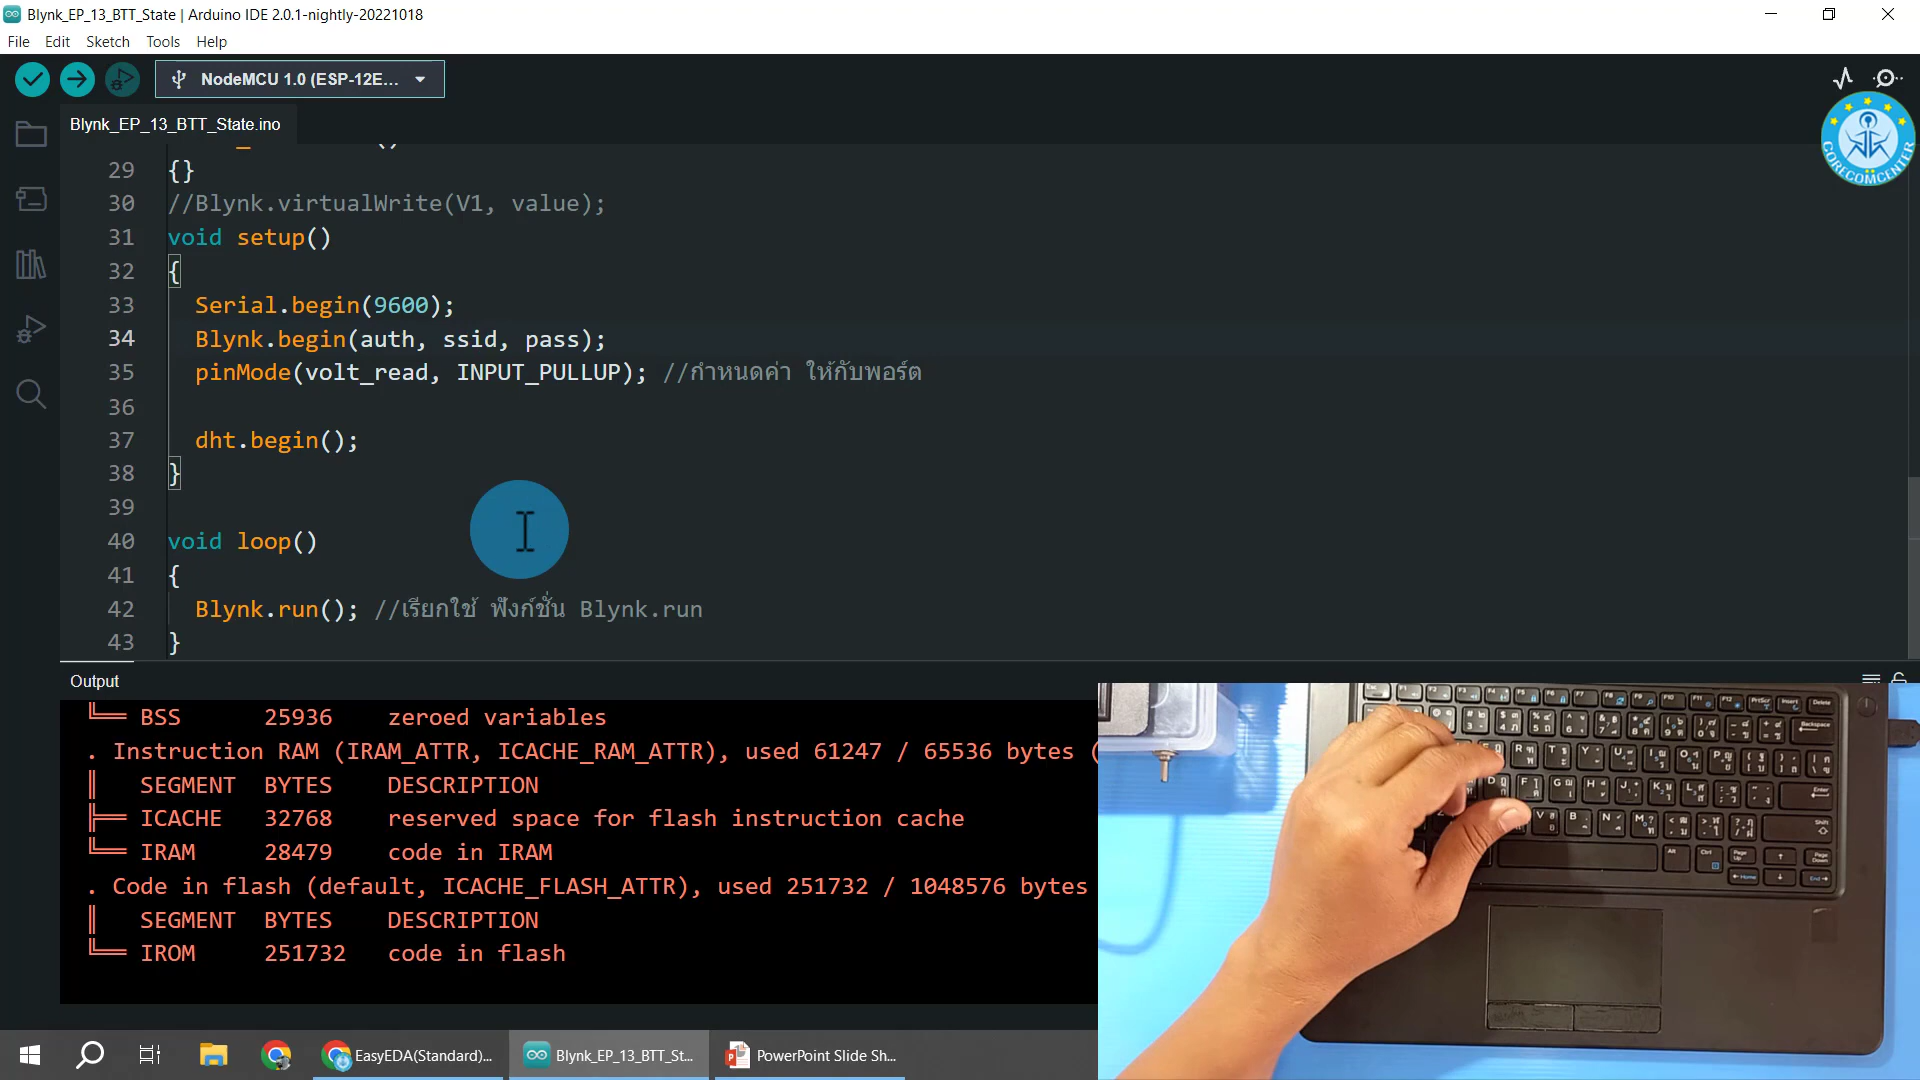 Blynk_EP_13_BTT_State | Arduino IDE 2.0.1-nightly-20221018
File Edit Sketch Tools Help
NodeMCU 1.0 (ESP-12E...
CORECOMCENTER
Blynk_EP_13_BTT_State.ino
29 {}
30 //Blynk.virtualWrite(V1, value);
31 void setup()
32 {
33 Serial.begin(9600);
34 Blynk.begin(auth, ssid, pass);
35 pinMode(volt_read, INPUT_PULLUP); //กำหนดค่า ให้กับพอร์ต
36
37 dht.begin();
38 }
39
40 void loop()
41 {
42 Blynk.run(); //เรียกใช้ ฟังก์ชั่น Blynk.run
43 }
Output
╚══ BSS 25936 zeroed variables
. Instruction RAM (IRAM_ATTR, ICACHE_RAM_ATTR), used 61247 / 65536 bytes (
║ SEGMENT BYTES DESCRIPTION
╠══ ICACHE 32768 reserved space for flash instruction cache
╚══ IRAM 28479 code in IRAM
. Code in flash (default, ICACHE_FLASH_ATTR), used 251732 / 1048576 bytes
║ SEGMENT BYTES DESCRIPTION
╚══ IROM 251732 code in flash
EasyEDA(Standard)...
Blynk_EP_13_BTT_St...
PowerPoint Slide Sh...